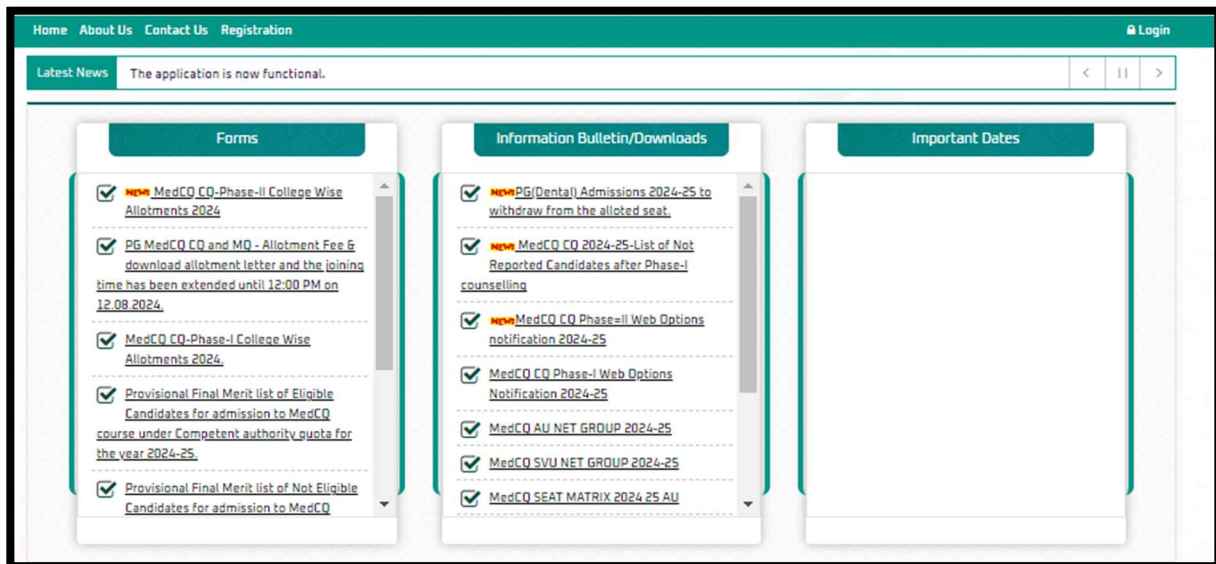 Home About Us Contact Us Registration
Login
Latest News The application is now functional.
Forms
NEW! MedCQ CQ-Phase-II College Wise
Allotments 2024
PG MedCQ CQ and MQ - Allotment Fee &
download allotment letter and the joining
time has been extended until 12:00 PM on
12.08.2024.
MedCQ CQ-Phase-I College Wise
Allotments 2024.
Provisional Final Merit list of Eligible
Candidates for admission to MedCQ
course under Competent authority quota for
the year 2024-25.
Provisional Final Merit list of Not Eligible
Candidates for admission to MedCQ
Information Bulletin/Downloads
NEW! PG(Dental) Admissions 2024-25 to
withdraw from the alloted seat.
NEW! MedCQ CQ 2024-25-List of Not
Reported Candidates after Phase-I
counselling
NEW! MedCQ CQ Phase=II Web Options
notification 2024-25
MedCQ CQ Phase-I Web Options
Notification 2024-25
MedCQ AU NET GROUP 2024-25
MedCQ SVU NET GROUP 2024-25
MedCQ SEAT MATRIX 2024 25 AU
Important Dates